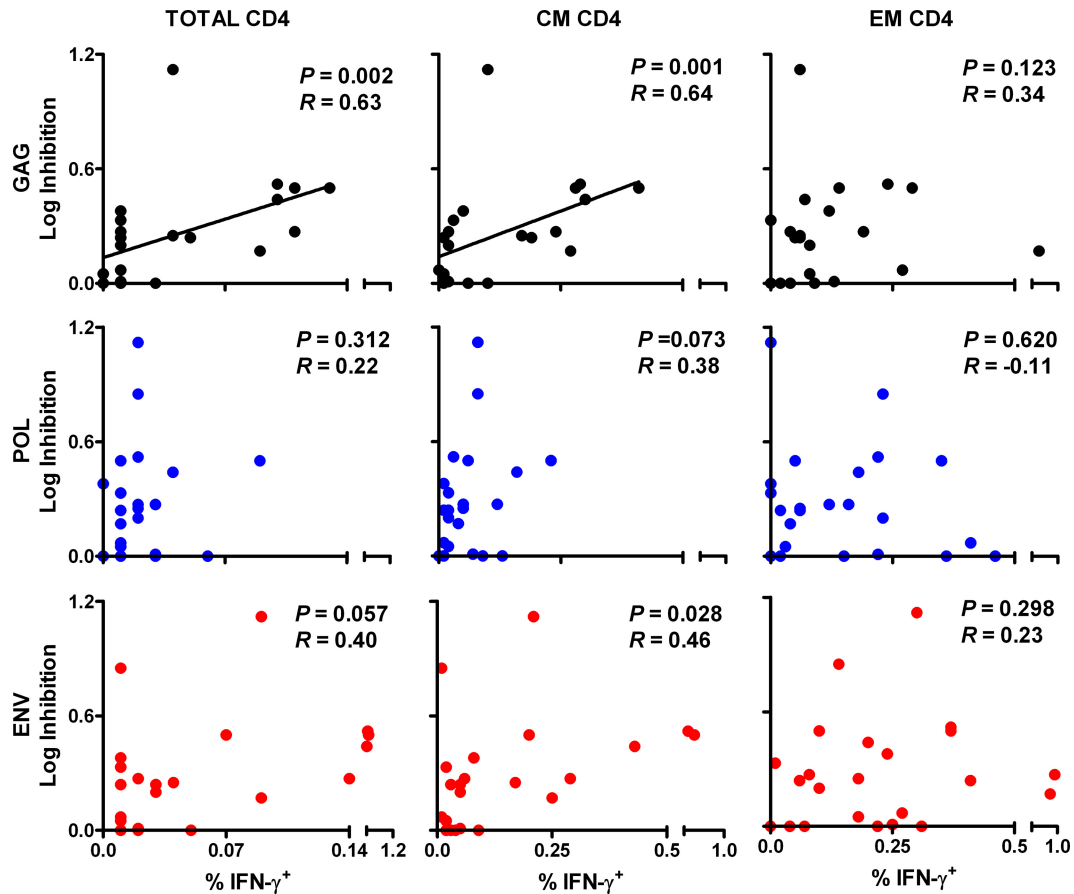 TOTAL CD4
CM CD4
EM CD4
GAG
Log Inhibition
1.2
0.6
0.0
P = 0.002
R = 0.63
P = 0.001
R = 0.64
P = 0.123
R = 0.34
POL
Log Inhibition
1.2
0.6
0.0
P = 0.312
R = 0.22
P =0.073
R = 0.38
P = 0.620
R = -0.11
ENV
Log Inhibition
1.2
0.6
0.0
P = 0.057
R = 0.40
P = 0.028
R = 0.46
P = 0.298
R = 0.23
0.0 0.07 0.14 1.2
0.0 0.25 0.50 1.0
0.0 0.25 0.50 1.0
% IFN-γ+
% IFN-γ+
% IFN-γ+